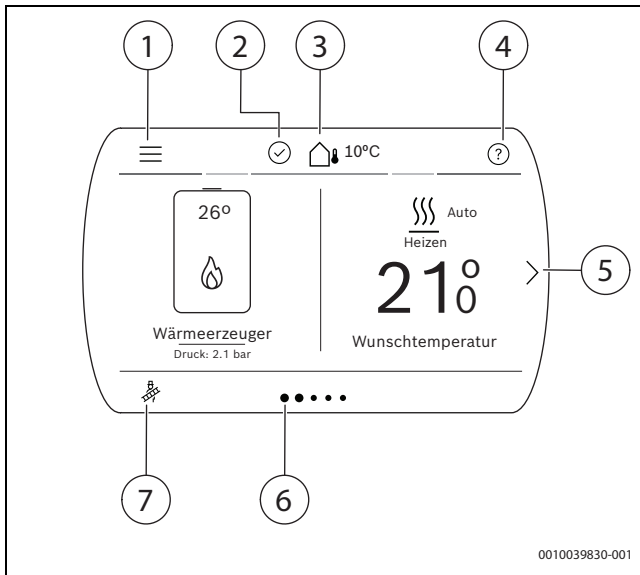 1 2 3 4
10°C
?
26°
Auto
Heizen
21°0
5
Wärmeerzeuger
Druck: 2.1 bar
Wunschtemperatur
7 6
0010039830-001